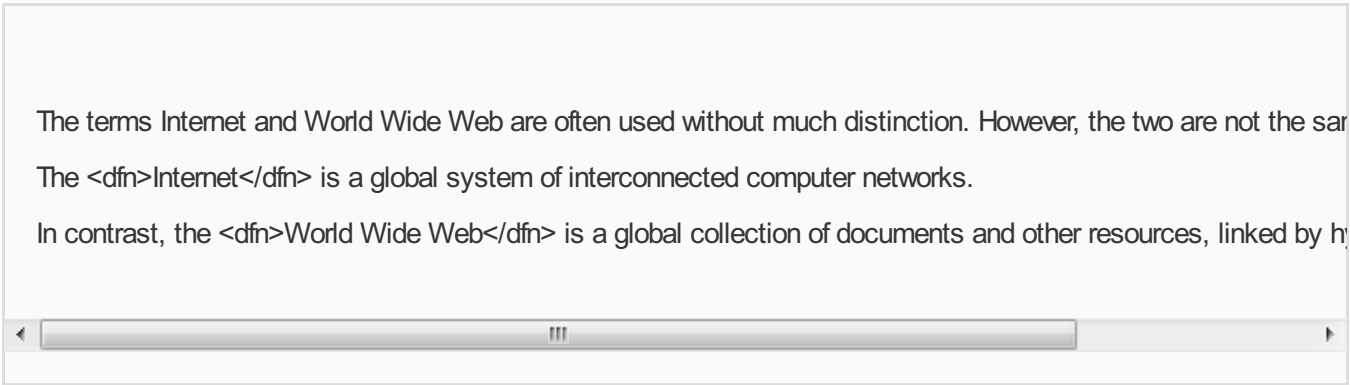 The terms Internet and World Wide Web are often used without much distinction. However, the two are not the
The <dfn>Internet</dfn> is a global system of interconnected computer networks.
In contrast, the <dfn>World Wide Web</dfn> is a global collection of documents and other resources, linked by